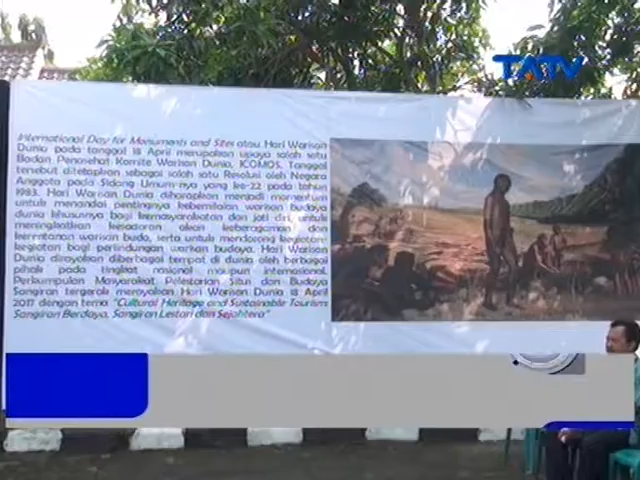 TATV
International Day for Monuments and Sites atau Hari Warisan
Dunia pada tanggal 18 April merupakan upaya salah satu
Badan Penasehat Komite Warisan Dunia, ICOMOS. Tanggal
tersebut ditetapkan sebagai salah satu Resolusi oleh Negara
Anggota pada Sidang Umum-nya yang ke-22 pada tahun
1983. Hari Warisan Dunia diharapkan menjadi momentum
untuk menandai pentingnya kebernilaian warisan budaya
dunia khususnya bagi kemasyarakatan dan jati diri, untuk
meningkatkan kesadaran akan keberagaman dan
kerentanan warisan buda, serta untuk mendorong kegiatan-
kegiatan bagi perlindungan warisan budaya. Hari Warisan
Dunia dirayakan diberbagai tempat di dunia oleh berbagai
pihak pada tingkat nasional maupun internasional.
Perkumpulan Masyarakat Pelestarian Situs dan Budaya
Sangiran tergerak merayakan Hari Warisan Dunia 18 April
2017 dengan tema "Cultural Heritage and Sustainable Tourism
Sangiran Berdaya, Sangiran Lestari dan Sejahtera"